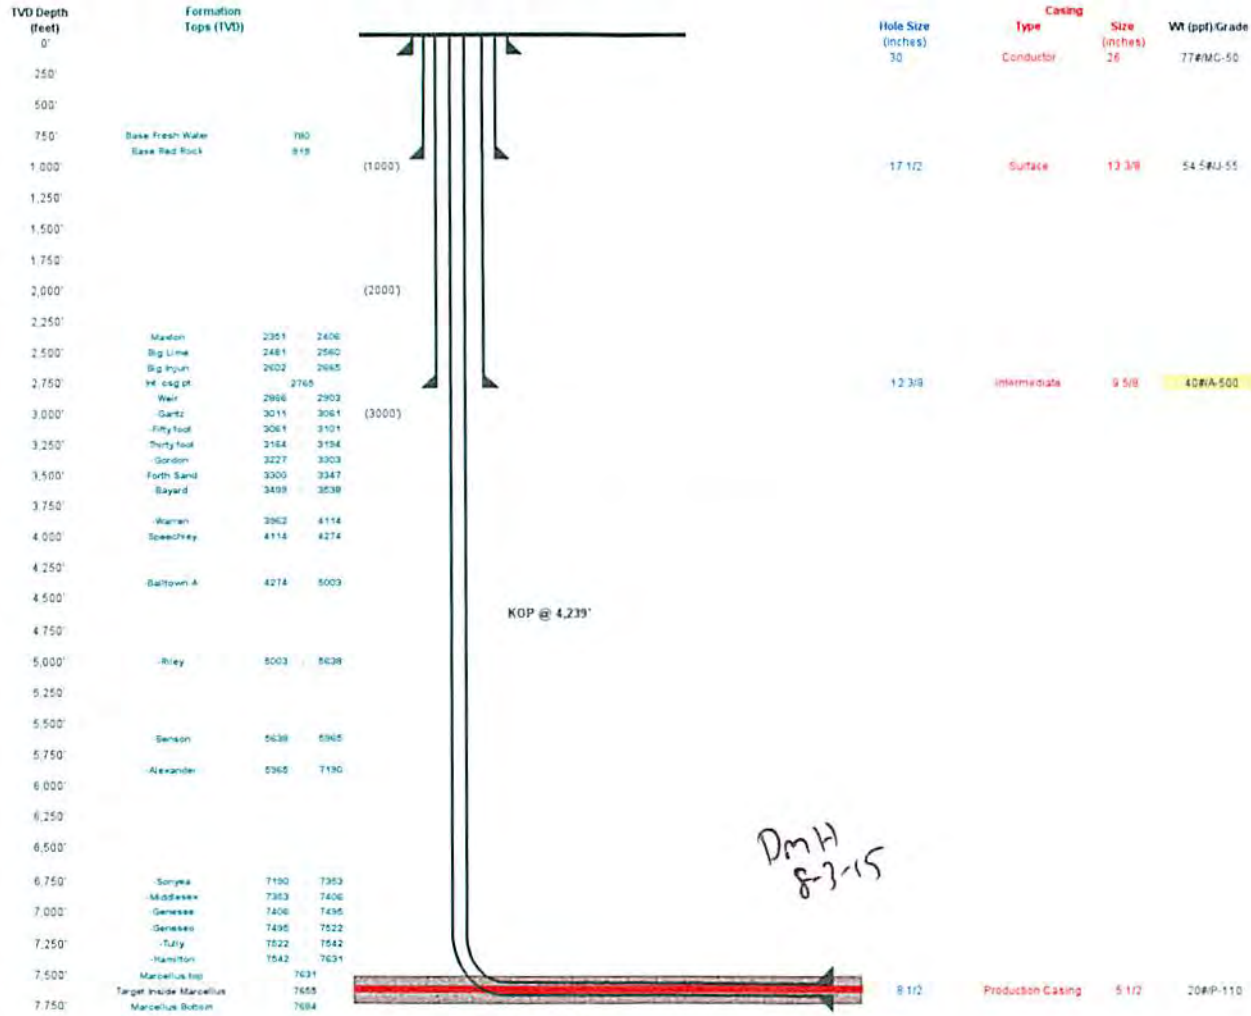 TVD Depth Formation Casing
(feet) Tops (TVD) Hole Size Type Size Wt (ppf)/Grade
0' (inches) (inches)
30 Conductor 26 77#/MC-50
250'
500'
750' Base Fresh Water 780
Base Red Rock 818
1,000' (1000') 17 1/2 Surface 13 3/8 54.5#/J-55
1,250'
1,500'
1,750'
2,000' (2000')
2,250'
Maxton 2351 2406
2,500' Big Lime 2481 2560
Big Injun 2602 2665
2,750' Int. csg pt. 2765 12 3/8 Intermediate 9 5/8 40#/A-500
Weir 2866 2903
3,000' -Gantz 3011 3061 (3000')
-Fifty foot 3061 3101
3,250' Thirty foot 3164 3194
-Gordon 3227 3303
3,500' Forth Sand 3300 3347
-Bayard 3499 3538
3,750'
-Warren 3962 4114
4,000' Speechley 4114 4274
4,250'
-Balltown A 4274 5003
4,500'
KOP @ 4,239'
4,750'
5,000' -Riley 5003 5638
5,250'
5,500'
-Benson 5638 5965
5,750'
-Alexander 5965 7190
6,000'
6,250'
6,500'
DmH
8-3-15
6,750' -Sonyea 7190 7353
-Middlesex 7353 7406
7,000' -Genesee 7406 7495
-Geneseo 7495 7522
7,250' -Tully 7522 7542
-Hamilton 7542 7631
7,500' Marcellus top 7631
Target Inside Marcellus 7655 8 1/2 Production Casing 5 1/2 20#/P-110
7,750' Marcellus Bottom 7684